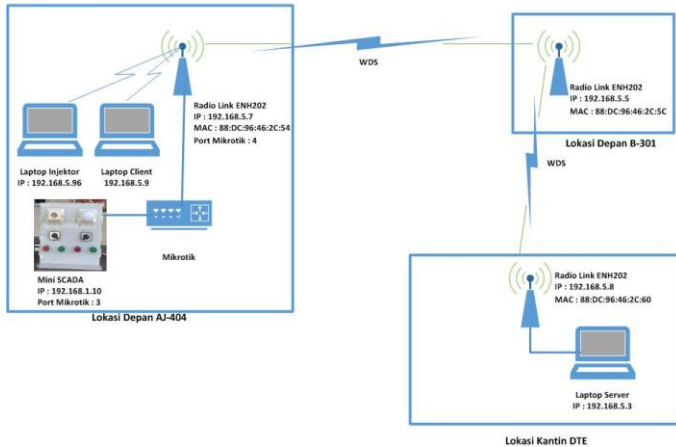 WDS
Radio Link ENH202
IP : 192.168.5.7
MAC : 88:DC:96:46:2C:54
Port Mikrotik : 4
Laptop Injektor
IP : 192.168.5.96
Laptop Client
192.168.5.9
Mikrotik
Mini SCADA
IP : 192.168.1.10
Port Mikrotik : 3
Lokasi Depan AJ-404
Radio Link ENH202
IP : 192.168.5.5
MAC : 88:DC:96:46:2C:5C
Lokasi Depan B-301
WDS
Radio Link ENH202
IP : 192.168.5.8
MAC : 88:DC:96:46:2C:60
Laptop Server
IP : 192.168.5.3
Lokasi Kantin DTE